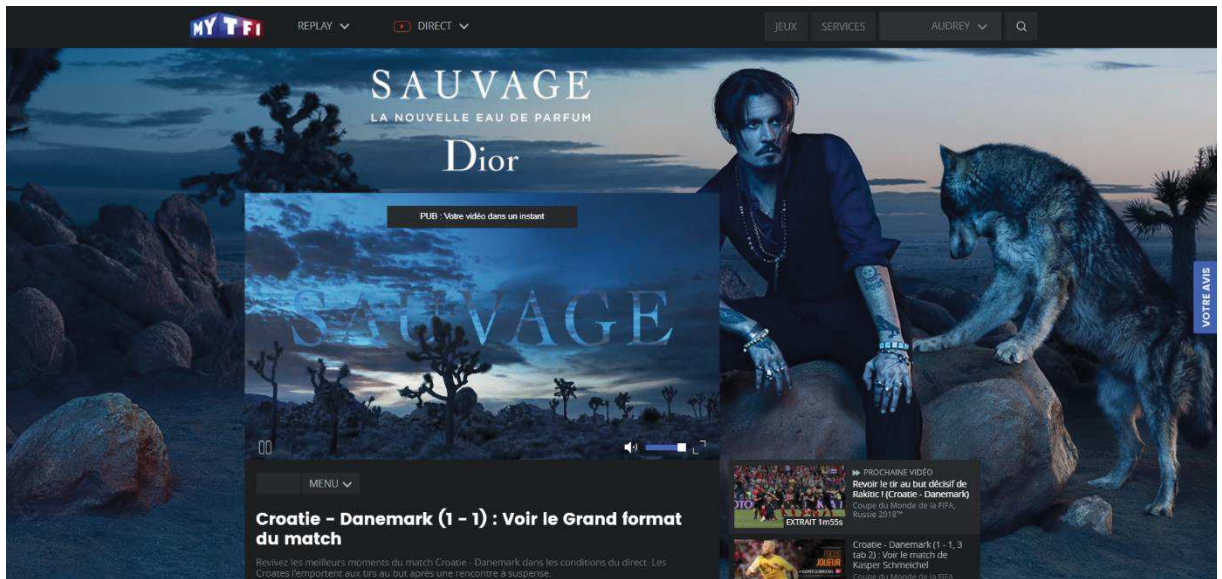 MYTF1
REPLAY
DIRECT
JEUX
SERVICES
AUDREY
SAUVAGE
LA NOUVELLE EAU DE PARFUM
Dior
PUB : Votre vidéo dans un instant
SAUVAGE
VOTRE AVIS
MENU
Croatie - Danemark (1 - 1) : Voir le Grand format
du match
Revivez les meilleurs moments du match Croatie - Danemark dans les conditions du direct. Les
Croates l'emportent aux tirs au but après une rencontre à suspense.
PROCHAINE VIDÉO
Revoir le tir au but décisif de
Rakitic ! (Croatie - Danemark)
Coupe du Monde de la FIFA,
Russie 2018™
EXTRAIT 1m55s
Croatie - Danemark (1 - 1, 3
tab 2) : Voir le match de
Kasper Schmeichel
Coupe du Monde de la FIFA,
FOCUS
JOUEUR
KASPER SCHMEICHEL